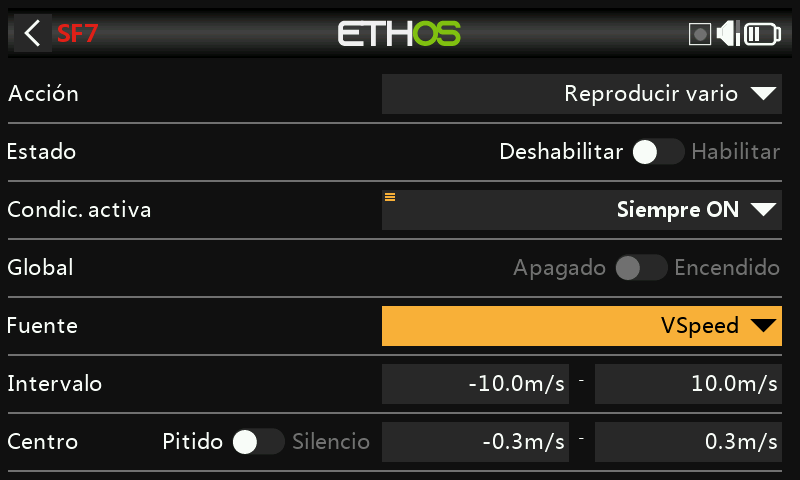 SF7 ETHOS
Acción Reproducir vario
Estado Deshabilitar Habilitar
Condic. activa Siempre ON
Global Apagado Encendido
Fuente VSpeed
Intervalo -10.0m/s - 10.0m/s
Centro Pitido Silencio -0.3m/s - 0.3m/s